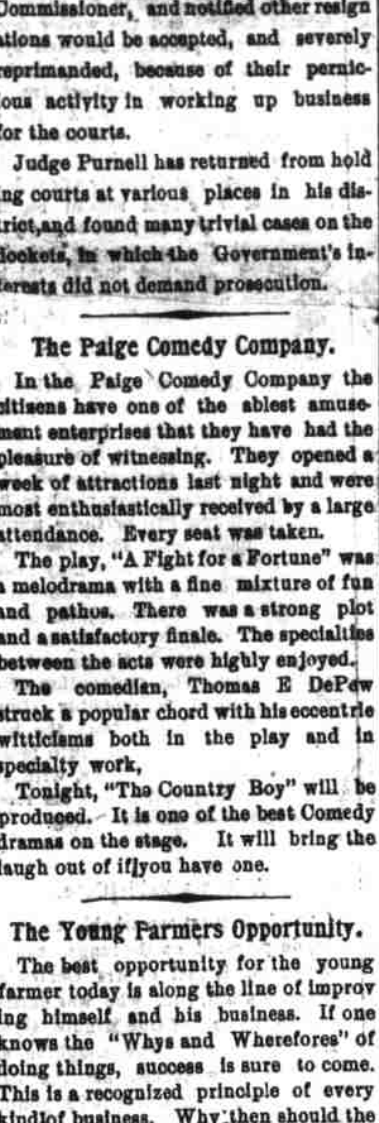 Commissioner, and notified other resign
ations would be accepted, and severely
reprimanded, because of their pernic-
ious activity in working up business
for the courts.
Judge Purnell has returned from hold
ing courts at various places in his dis-
trict, and found many trivial cases on the
dockets, in which the Government's in-
terests did not demand prosecution.
The Paige Comedy Company.
In the Paige Comedy Company the
citizens have one of the ablest amuse-
ment enterprises that they have had the
pleasure of witnessing. They opened a
week of attractions last night and were
most enthusiastically received by a large
attendance. Every seat was taken.
The play, "A Fight for a Fortune" was
a melodrama with a fine mixture of fun
and pathos. There was a strong plot
and a satisfactory finale. The specialties
between the acts were highly enjoyed.
The comedian, Thomas E DePew
struck a popular chord with his eccentric
witticisms both in the play and in
specialty work,
Tonight, "The Country Boy" will be
produced. It is one of the best Comedy
dramas on the stage. It will bring the
laugh out of if you have one.
The Young Farmers Opportunity.
The best opportunity for the young
farmer today is along the line of improv
ing himself and his business. If one
knows the "Whys and Wherefores" of
doing things, success is sure to come.
This is a recognized principle of every
kind of business. Why then should the